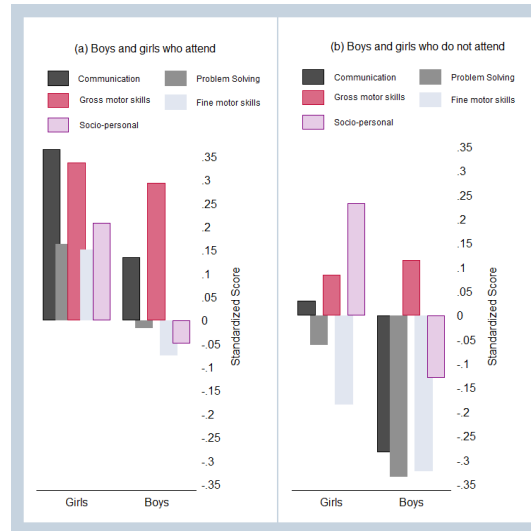 (a) Boys and girls who attend
Communication
Problem Solving
Gross motor skills
Fine motor skills
Socio-personal
.35
.3
.25
.2
.15
.1
.05
0
-.05
-.1
-.15
-.2
-.25
-.3
-.35
Standardized Score
Girls
Boys
(b) Boys and girls who do not attend
Communication
Problem Solving
Gross motor skills
Fine motor skills
Socio-personal
.35
.3
.25
.2
.15
.1
.05
0
-.05
-.1
-.15
-.2
-.25
-.3
-.35
Standardized Score
Girls
Boys